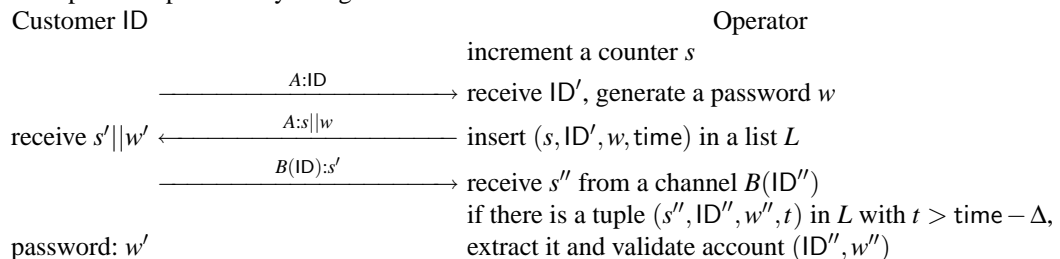 Customer ID Operator
increment a counter s
A:ID
receive ID′, generate a password w
A:s||w
receive s′||w′ insert (s,ID′,w,time) in a list L
B(ID):s′
receive s″ from a channel B(ID″)
if there is a tuple (s″,ID″,w″,t) in L with t > time−Δ,
password: w′ extract it and validate account (ID″,w″)